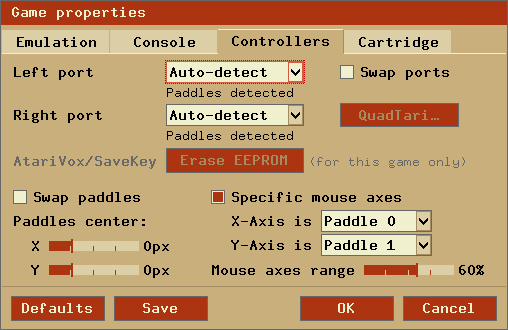 Game properties
Emulation Console Controllers Cartridge
Left port Auto-detect Swap ports
Paddles detected
Right port Auto-detect QuadTari…
Paddles detected
AtariVox/SaveKey Erase EEPROM (for this game only)
Swap paddles Specific mouse axes
Paddles center: X-Axis is Paddle 0
X 0px Y-Axis is Paddle 1
Y 0px Mouse axes range 60%
Defaults Save OK Cancel